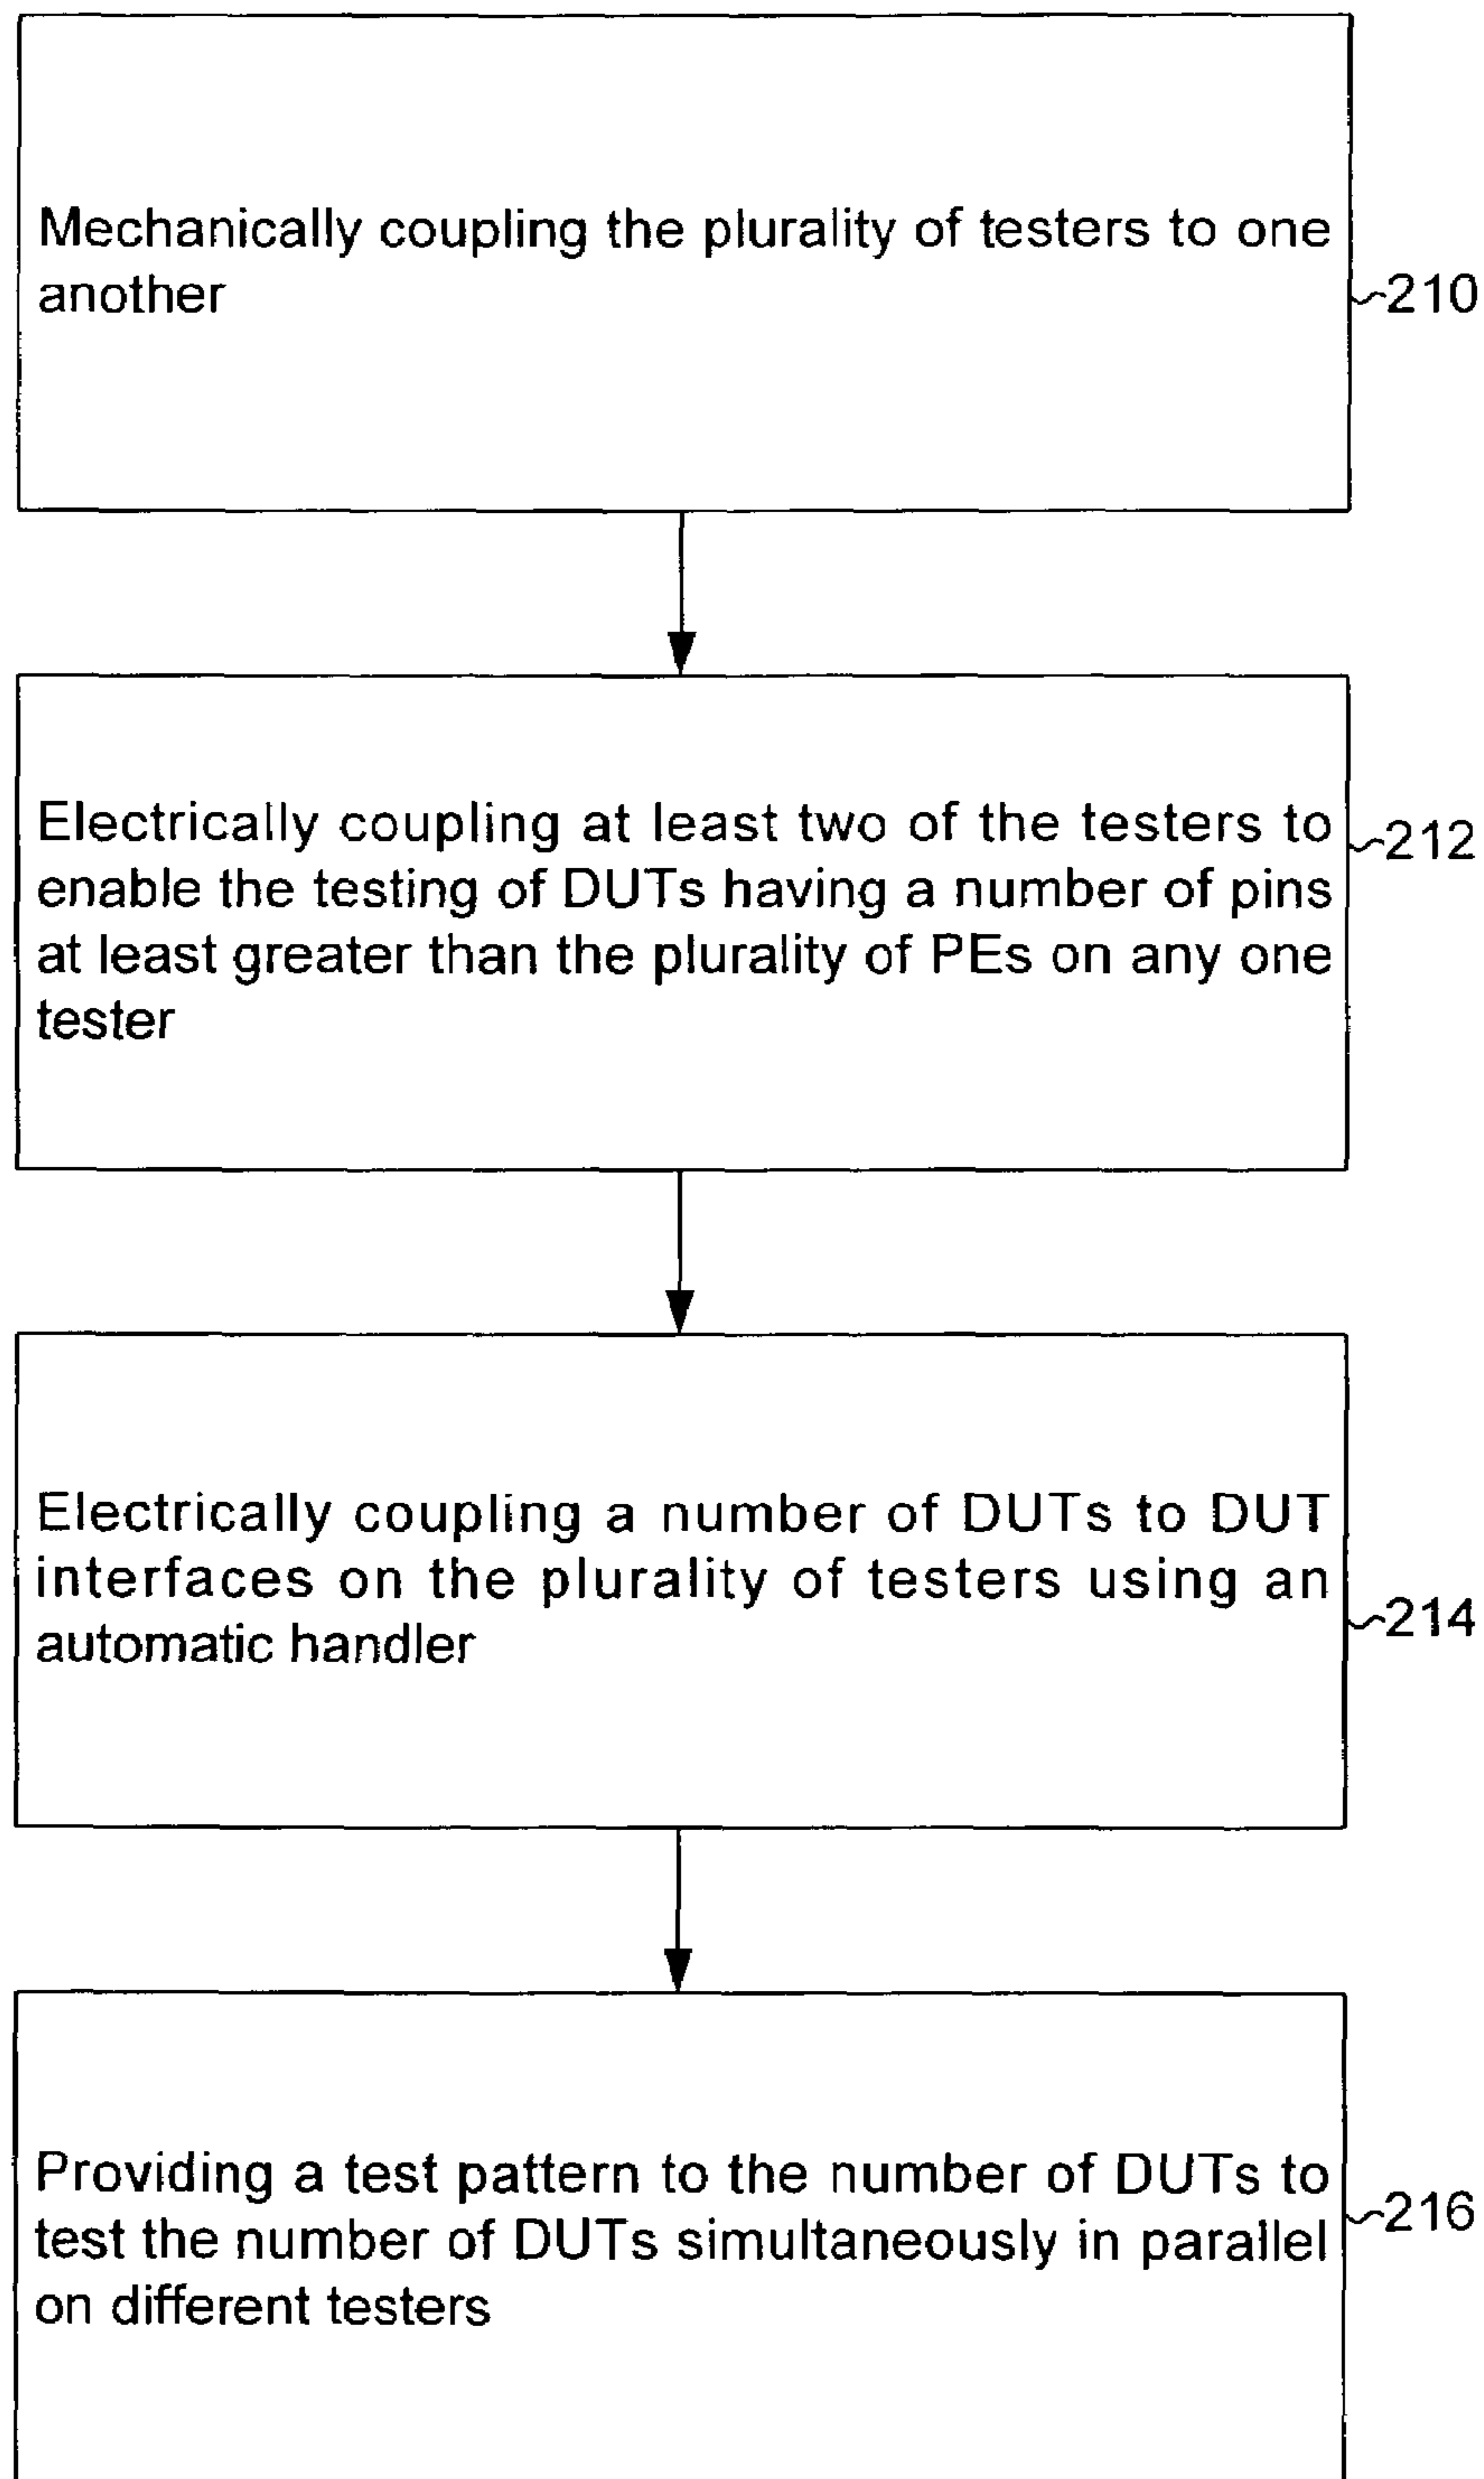 Mechanically coupling the plurality of testers to one
another
210
Electrically coupling at least two of the testers to
enable the testing of DUTs having a number of pins
at least greater than the plurality of PEs on any one
tester
212
Electrically coupling a number of DUTs to DUT
interfaces on the plurality of testers using an
automatic handler
214
Providing a test pattern to the number of DUTs to
test the number of DUTs simultaneously in parallel
on different testers
216